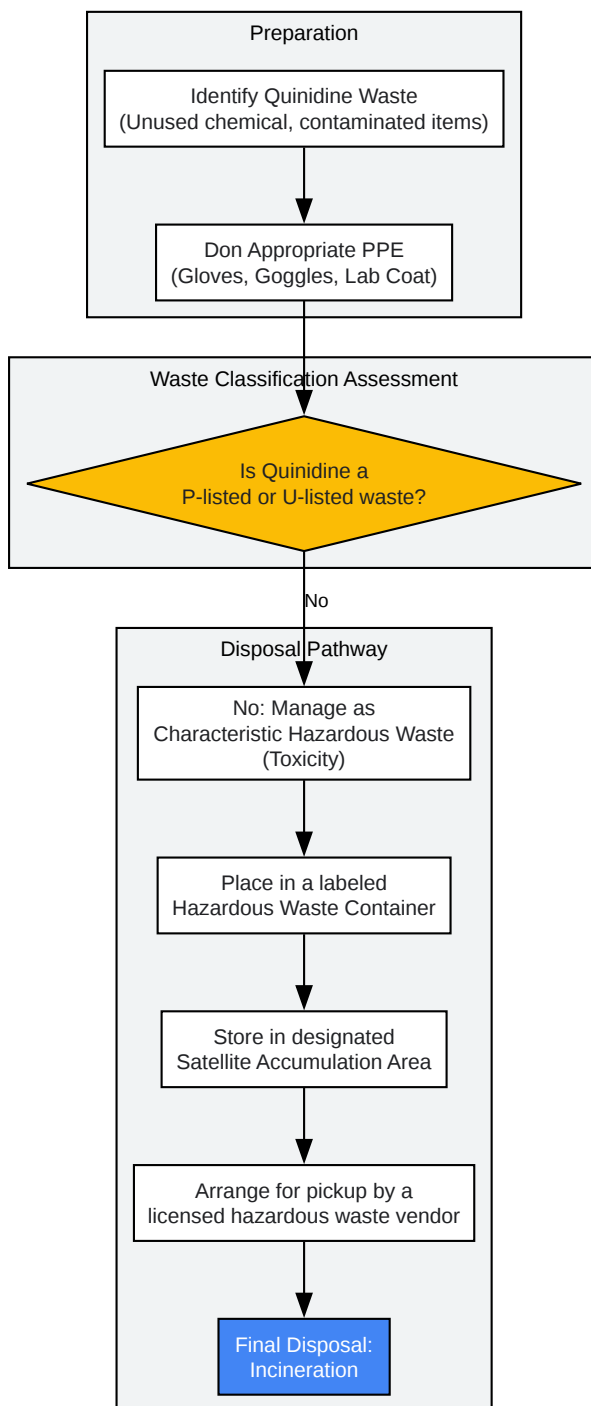 Preparation
Identify Quinidine Waste
(Unused chemical, contaminated items)
Don Appropriate PPE
(Gloves, Goggles, Lab Coat)
Waste Classification Assessment
Is Quinidine a
P-listed or U-listed waste?
No
Disposal Pathway
No: Manage as
Characteristic Hazardous Waste
(Toxicity)
Place in a labeled
Hazardous Waste Container
Store in designated
Satellite Accumulation Area
Arrange for pickup by a
licensed hazardous waste vendor
Final Disposal:
Incineration